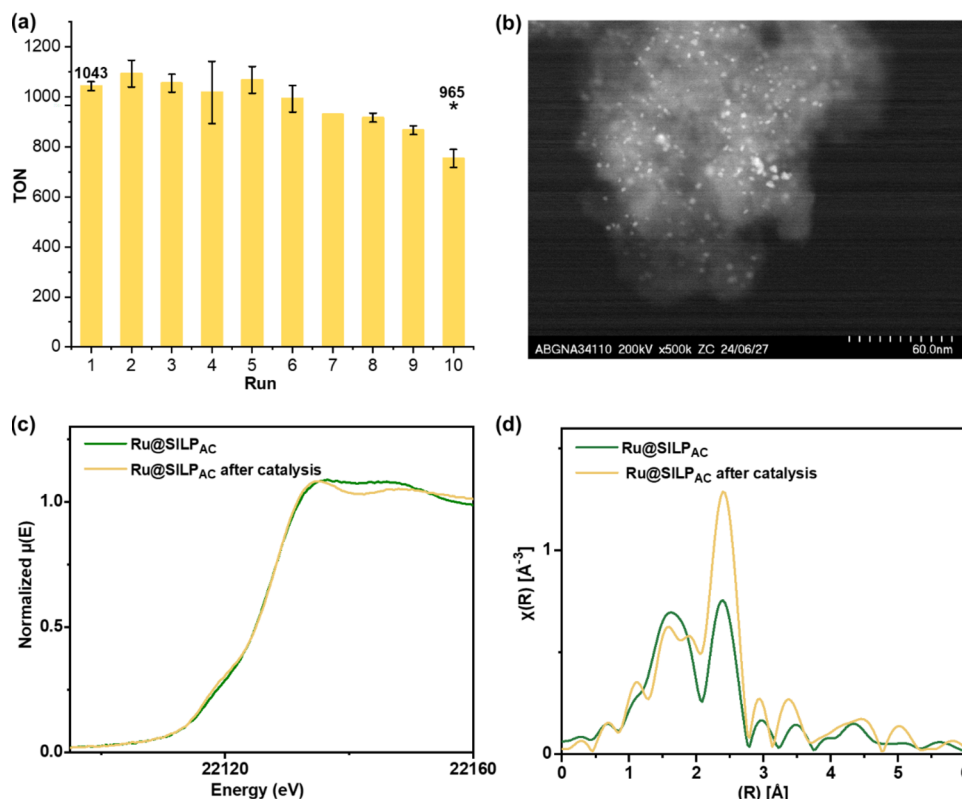 (a)
1200
1000
800
600
400
200
0
TON
1043
965
*
1 2 3 4 5 6 7 8 9 10
Run
(b)
ABGNA34110 200kV x500k ZC 24/06/27 60.0nm
(c)
Ru@SILPAC
Ru@SILPAC after catalysis
1.0
0.5
0.0
Normalized μ(E)
22120 22160
Energy (eV)
(d)
Ru@SILPAC
Ru@SILPAC after catalysis
1
0
χ(R) [Å-3]
0 1 2 3 4 5 6
(R) [Å]